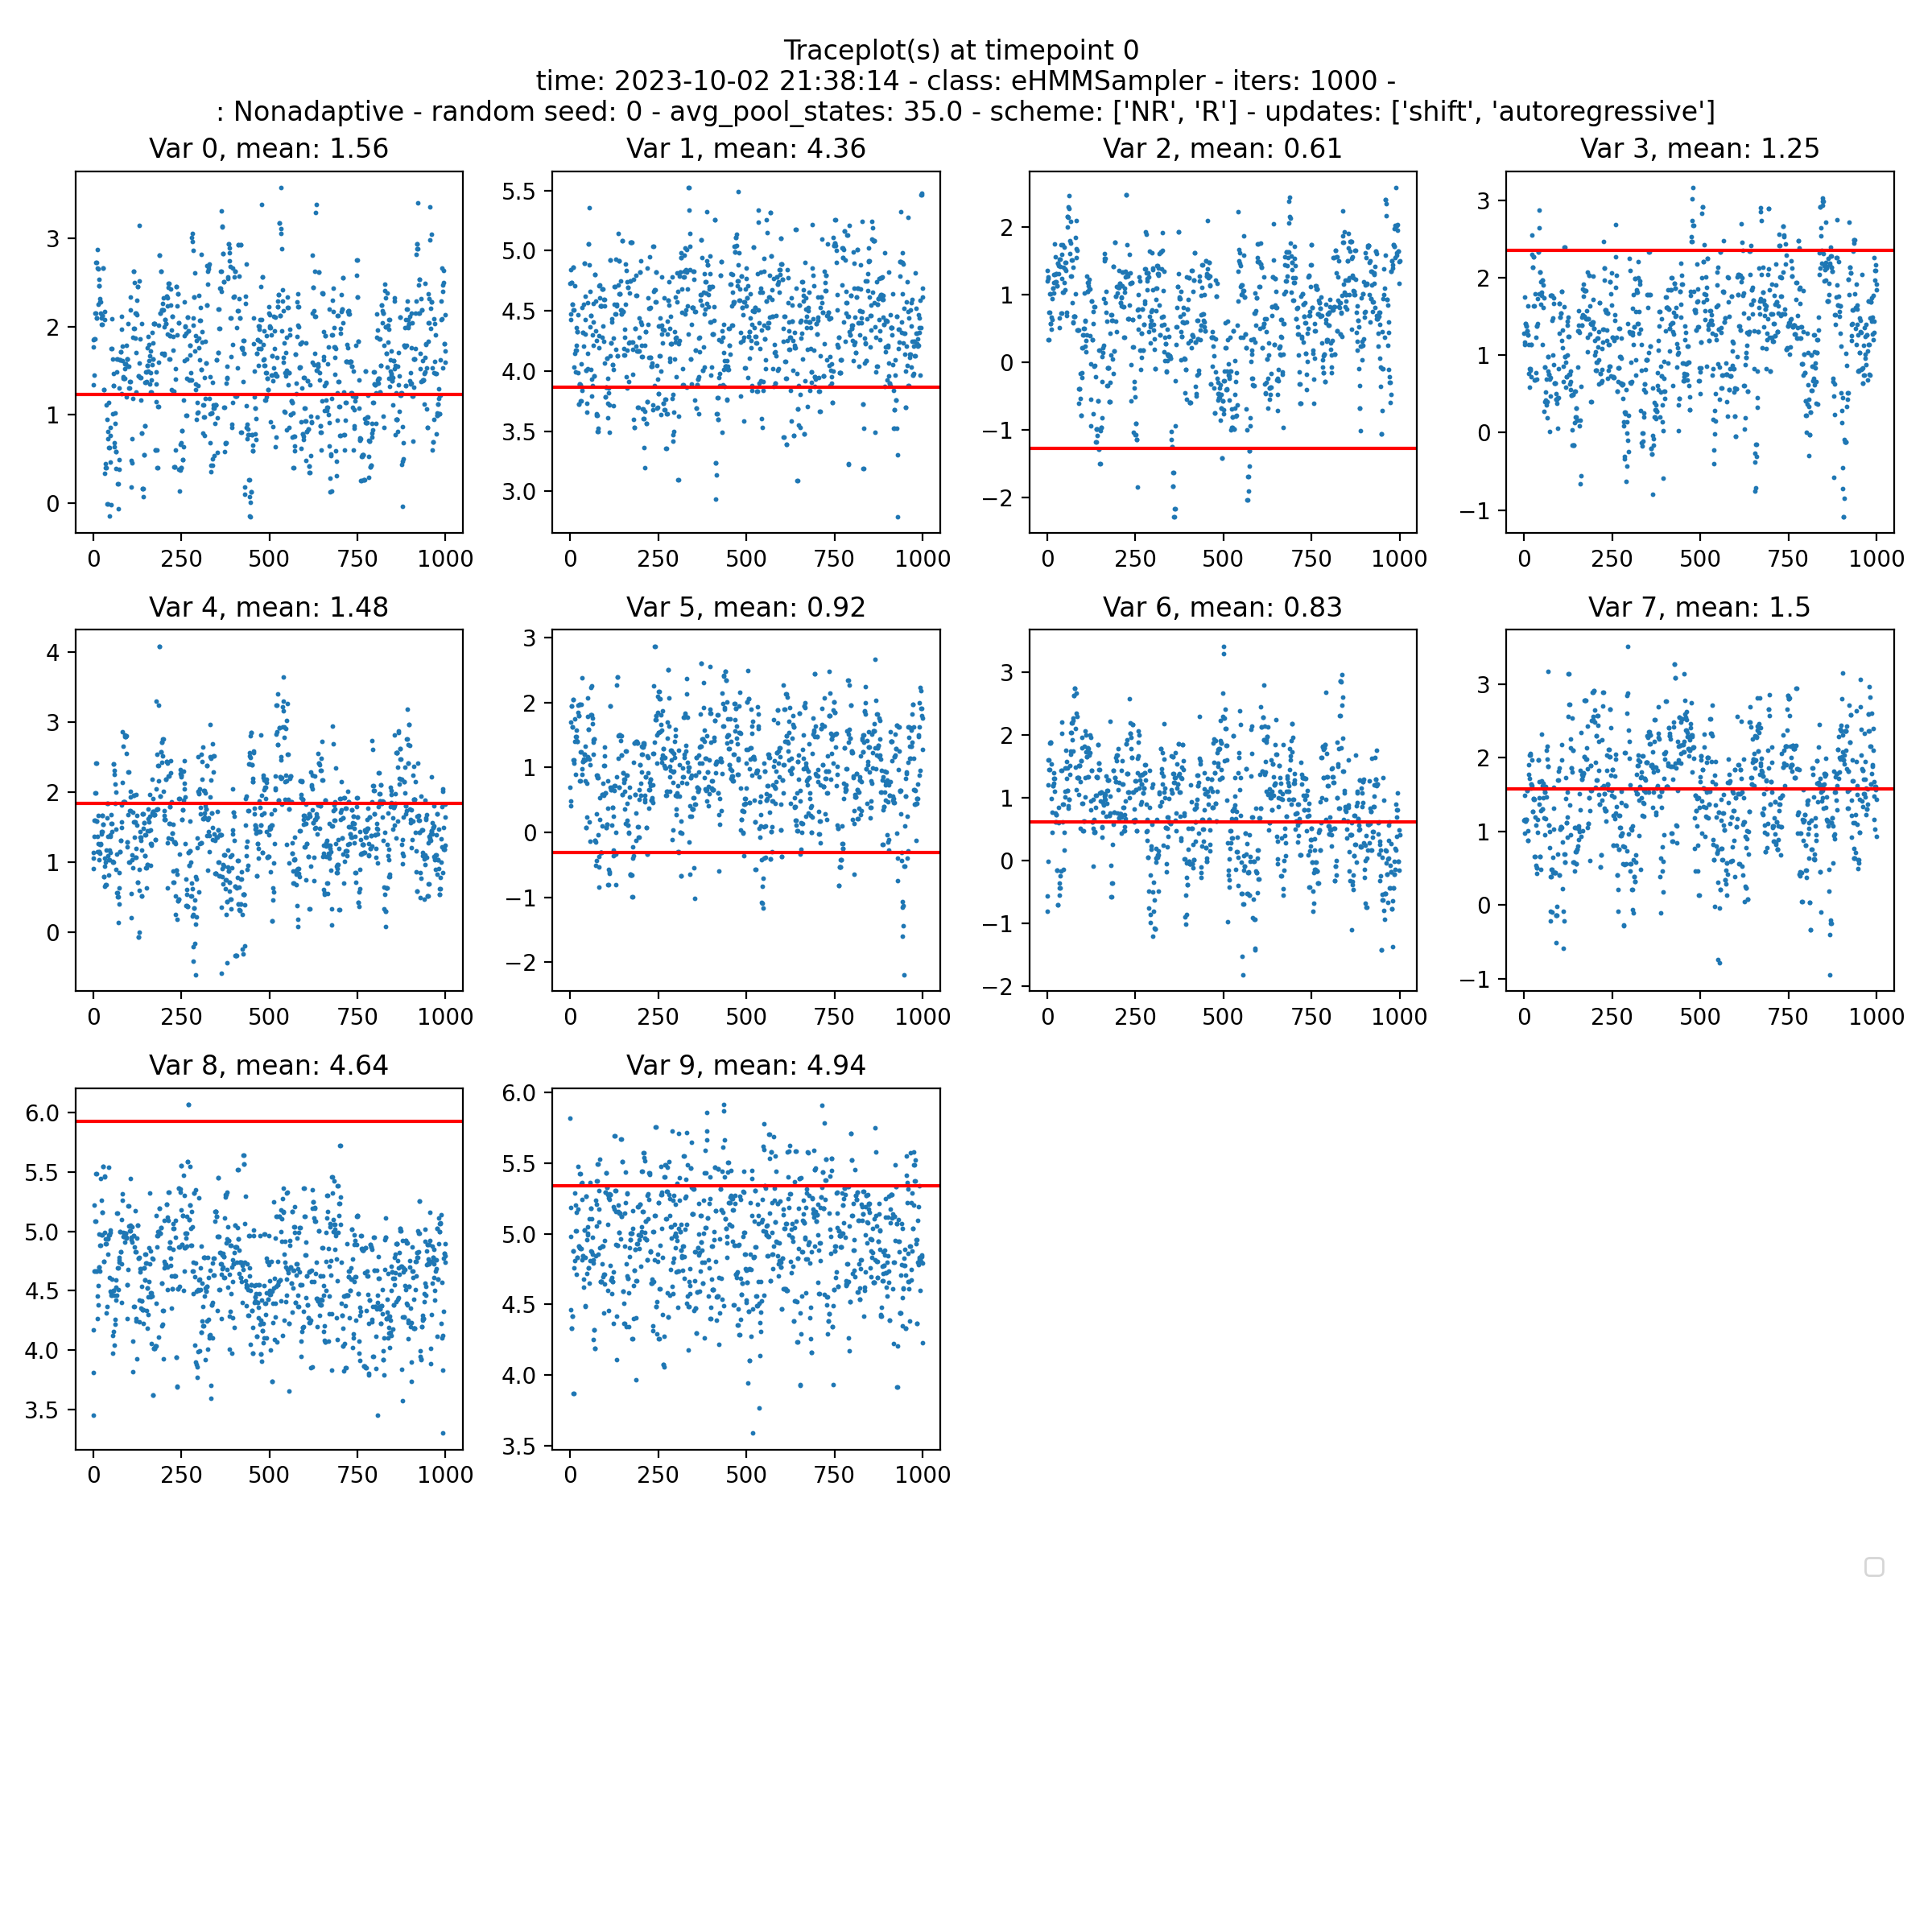 Traceplot(s) at timepoint 0
time: 2023-10-02 21:38:14 - class: eHMMSampler - iters: 1000 -
: Nonadaptive - random seed: 0 - avg_pool_states: 35.0 - scheme: ['NR', 'R'] - updates: ['shift', 'autoregressive']
Var 0, mean: 1.56
3
2
1
0
0 250 500 750 1000
Var 1, mean: 4.36
5.5
5.0
4.5
4.0
3.5
3.0
0 250 500 750 1000
Var 2, mean: 0.61
2
1
0
−1
−2
0 250 500 750 1000
Var 3, mean: 1.25
3
2
1
0
−1
0 250 500 750 1000
Var 4, mean: 1.48
4
3
2
1
0
0 250 500 750 1000
Var 5, mean: 0.92
3
2
1
0
−1
−2
0 250 500 750 1000
Var 6, mean: 0.83
3
2
1
0
−1
−2
0 250 500 750 1000
Var 7, mean: 1.5
3
2
1
0
−1
0 250 500 750 1000
Var 8, mean: 4.64
6.0
5.5
5.0
4.5
4.0
3.5
0 250 500 750 1000
Var 9, mean: 4.94
6.0
5.5
5.0
4.5
4.0
3.5
0 250 500 750 1000